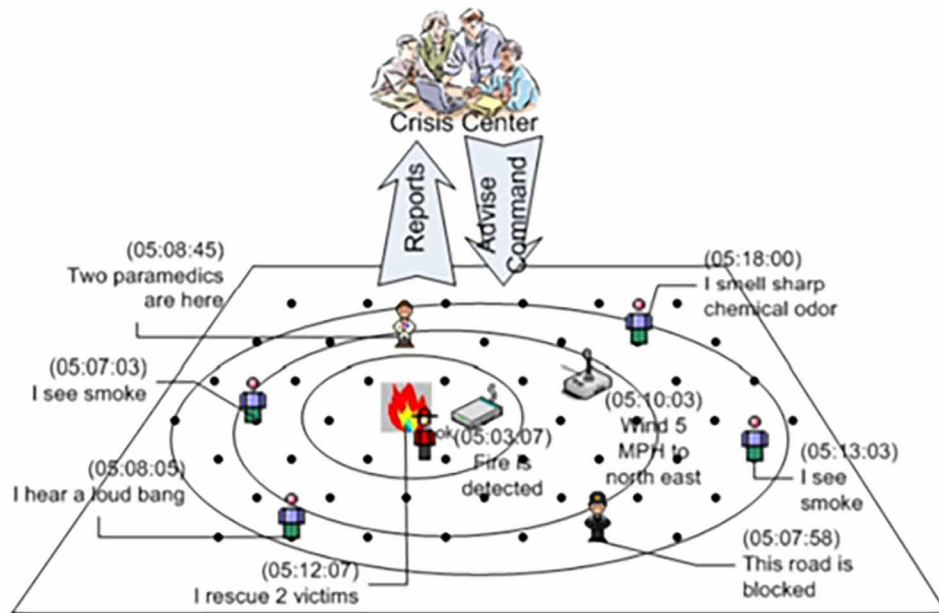 Crisis Center
Reports
Advise
Command
(05:08:45)
Two paramedics
are here
(05:18:00)
I smell sharp
chemical odor
(05:07:03)
I see smoke
(05:10:03)
Wind 5
MPH to
north east
ok
(05:03:07)
Fire is
detected
(05:13:03)
I see
smoke
(05:08:05)
I hear a loud bang
(05:07:58)
This road is
blocked
(05:12:07)
I rescue 2 victims